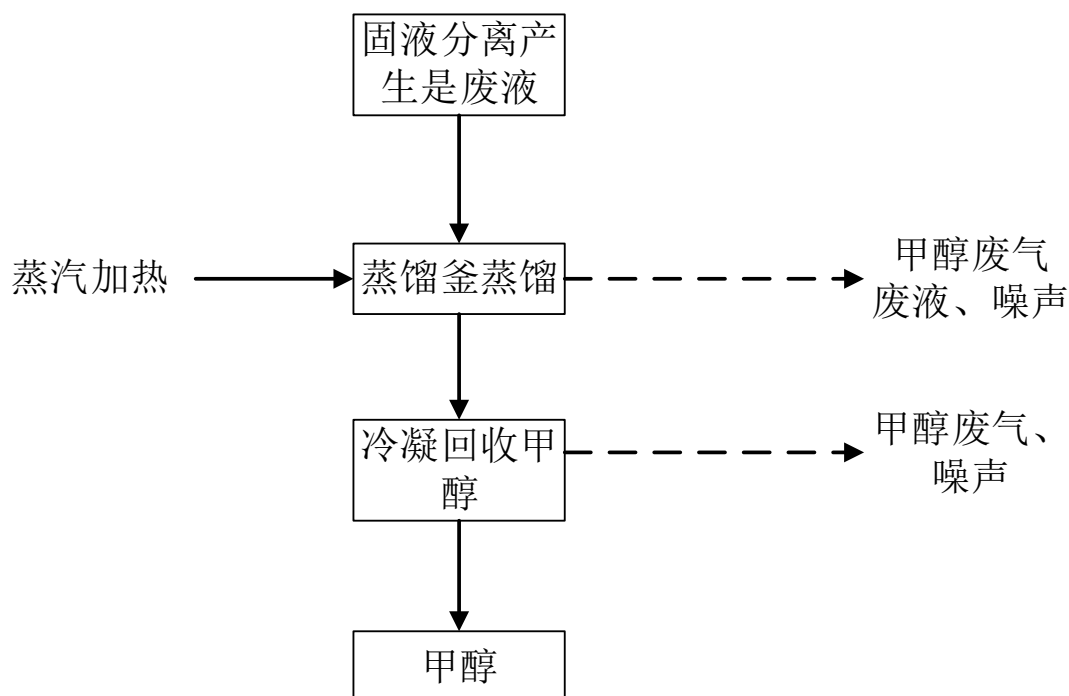 固液分离产
生是废液
蒸汽加热
蒸馏釜蒸馏
甲醇废气
废液、噪声
冷凝回收甲
醇
甲醇废气、
噪声
甲醇